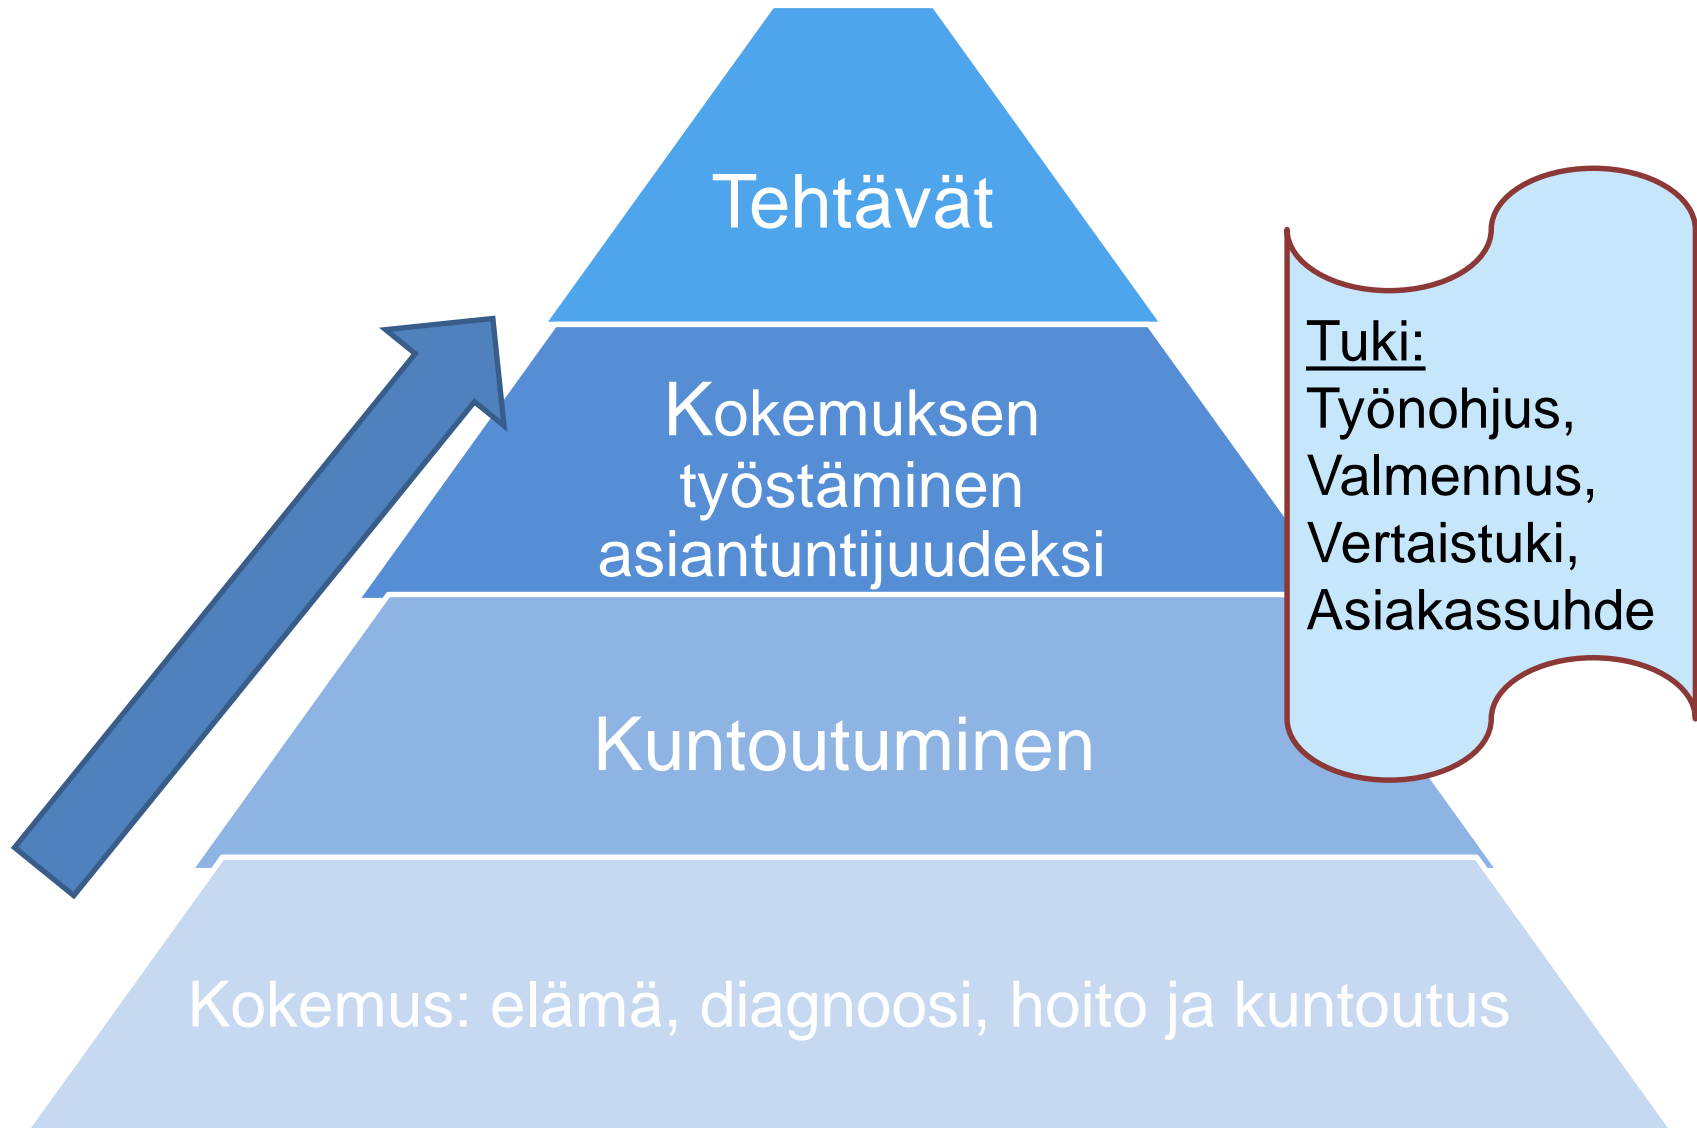 Tehtävät
Kokemuksen
työstäminen
asiantuntijuudeksi
Kuntoutuminen
Kokemus: elämä, diagnoosi, hoito ja kuntoutus
Tuki:
Työnohjus,
Valmennus,
Vertaistuki,
Asiakassuhde